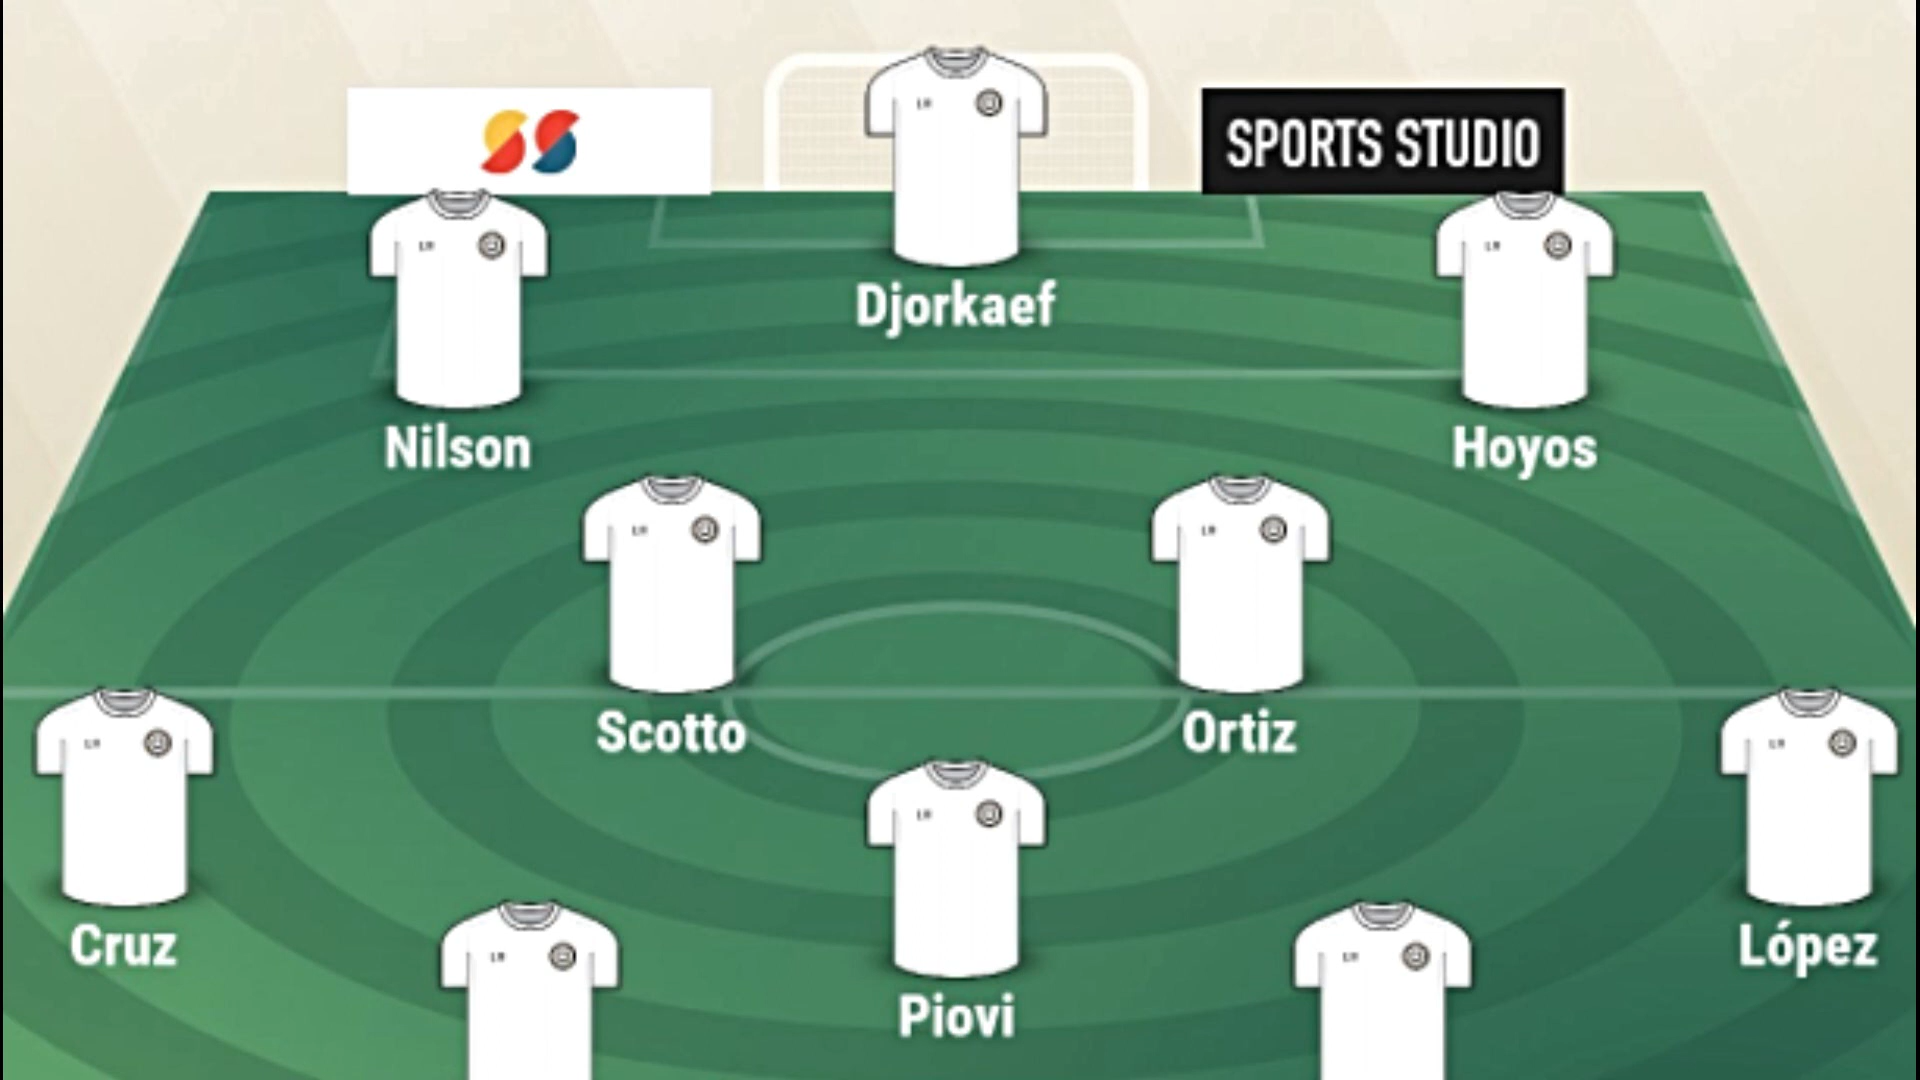 SPORTS STUDIO
Djorkaef
Nilson
Hoyos
Scotto
Ortiz
Cruz
López
Piovi